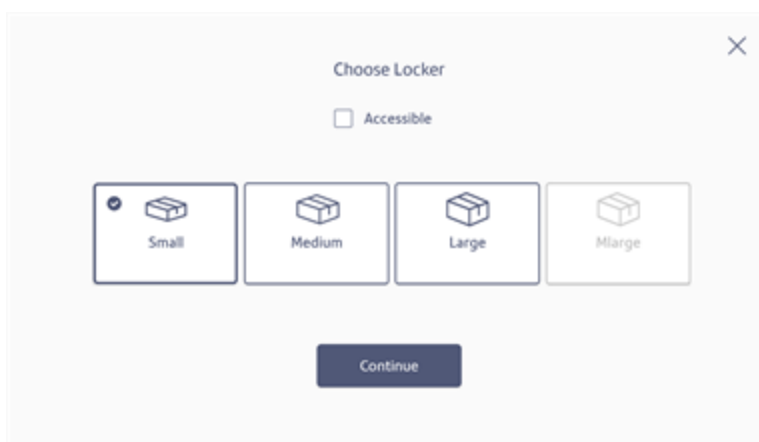 Choose Locker
Accessible
Small
Medium
Large
Mlarge
Continue